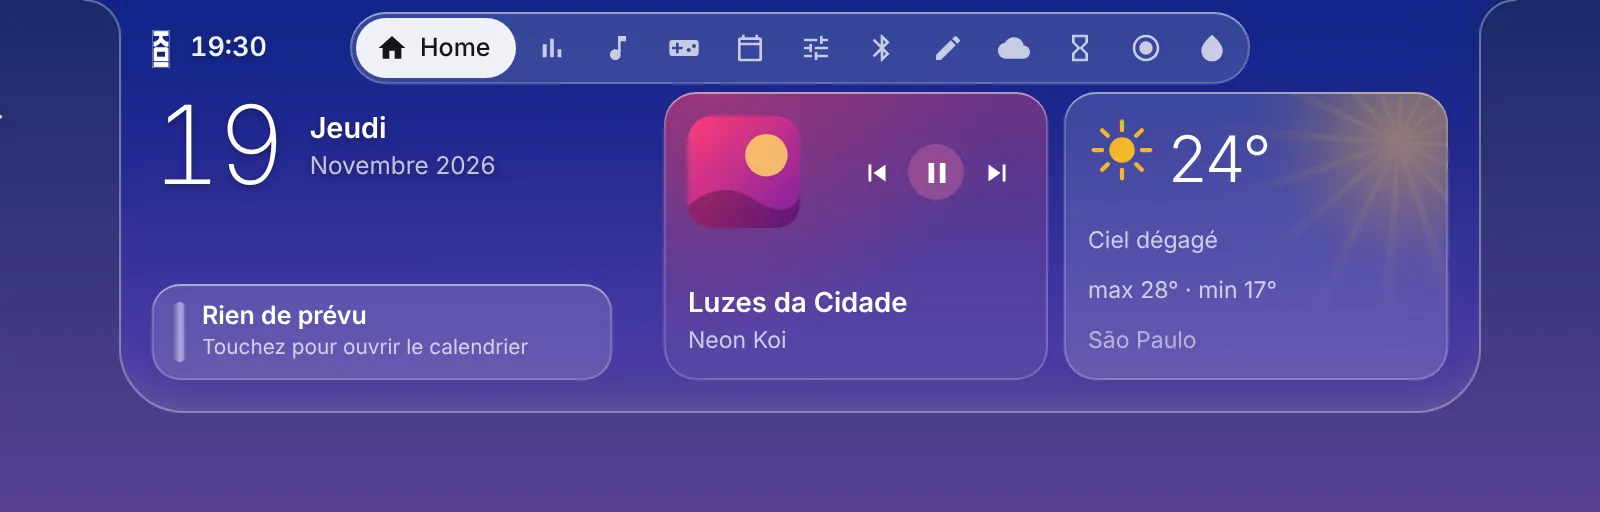 KOI
19:30
Home
19
Jeudi
Novembre 2026
Rien de prévu
Touchez pour ouvrir le calendrier
Luzes da Cidade
Neon Koi
24°
Ciel dégagé
max 28° · min 17°
São Paulo